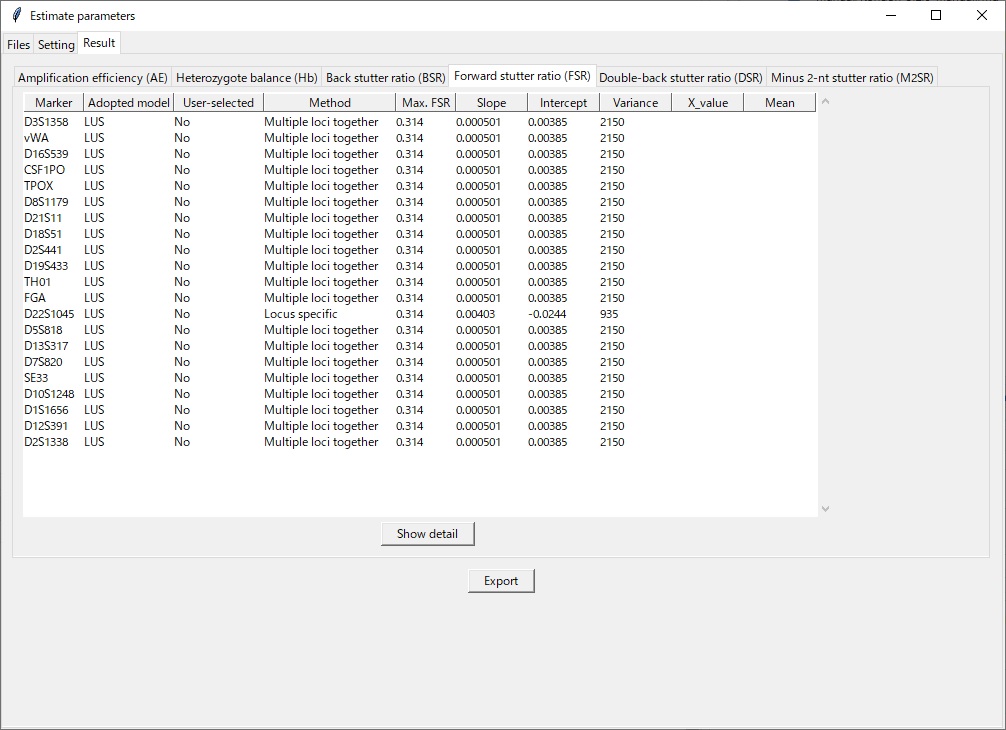 Estimate parameters
Files Setting Result
Amplification efficiency (AE) Heterozygote balance (Hb) Back stutter ratio (BSR) Forward stutter ratio (FSR) Double-back stutter ratio (DSR) Minus 2-nt stutter ratio (M2SR)
Marker Adopted model User-selected Method Max. FSR Slope Intercept Variance X_value Mean
D3S1358 LUS No Multiple loci together 0.314 0.000501 0.00385 2150
vWA LUS No Multiple loci together 0.314 0.000501 0.00385 2150
D16S539 LUS No Multiple loci together 0.314 0.000501 0.00385 2150
CSF1PO LUS No Multiple loci together 0.314 0.000501 0.00385 2150
TPOX LUS No Multiple loci together 0.314 0.000501 0.00385 2150
D8S1179 LUS No Multiple loci together 0.314 0.000501 0.00385 2150
D21S11 LUS No Multiple loci together 0.314 0.000501 0.00385 2150
D18S51 LUS No Multiple loci together 0.314 0.000501 0.00385 2150
D2S441 LUS No Multiple loci together 0.314 0.000501 0.00385 2150
D19S433 LUS No Multiple loci together 0.314 0.000501 0.00385 2150
TH01 LUS No Multiple loci together 0.314 0.000501 0.00385 2150
FGA LUS No Multiple loci together 0.314 0.000501 0.00385 2150
D22S1045 LUS No Locus specific 0.314 0.00403 -0.0244 935
D5S818 LUS No Multiple loci together 0.314 0.000501 0.00385 2150
D13S317 LUS No Multiple loci together 0.314 0.000501 0.00385 2150
D7S820 LUS No Multiple loci together 0.314 0.000501 0.00385 2150
SE33 LUS No Multiple loci together 0.314 0.000501 0.00385 2150
D10S1248 LUS No Multiple loci together 0.314 0.000501 0.00385 2150
D1S1656 LUS No Multiple loci together 0.314 0.000501 0.00385 2150
D12S391 LUS No Multiple loci together 0.314 0.000501 0.00385 2150
D2S1338 LUS No Multiple loci together 0.314 0.000501 0.00385 2150
Show detail
Export